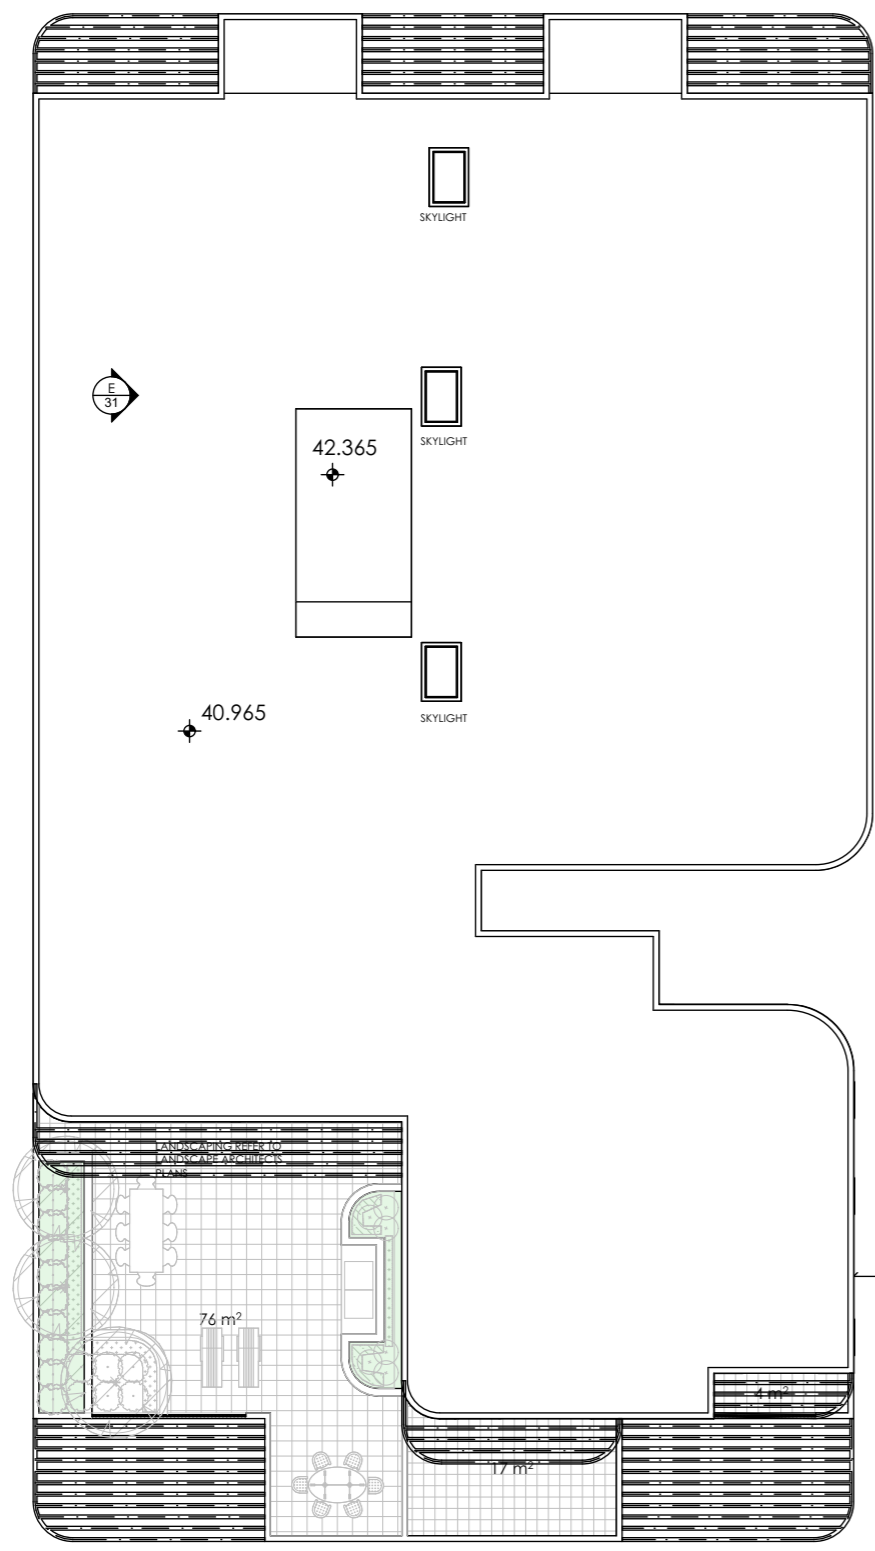 SKYLIGHT
E
31
SKYLIGHT
42.365
40.965
SKYLIGHT
LANDSCAPING REFER TO
LANDSCAPE ARCHITECTS
PLANS
76 m²
4 m²
17 m²